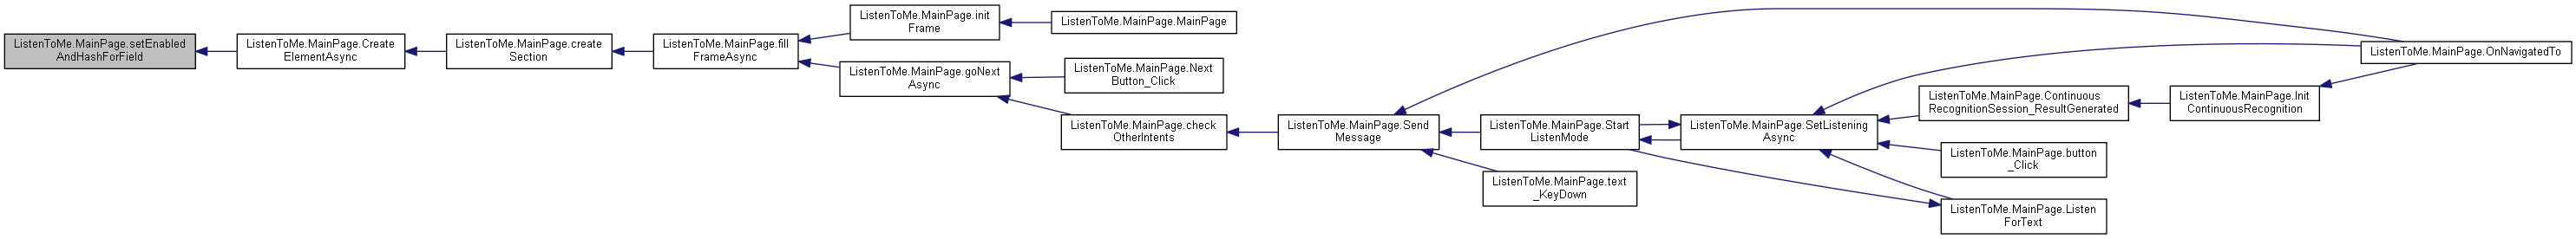 ListenToMe.MainPage.setEnabled
AndHashForField
ListenToMe.MainPage.Create
ElementAsync
ListenToMe.MainPage.create
Section
ListenToMe.MainPage.fill
FrameAsync
ListenToMe.MainPage.init
Frame
ListenToMe.MainPage.MainPage
ListenToMe.MainPage.goNext
Async
ListenToMe.MainPage.Next
Button_Click
ListenToMe.MainPage.check
OtherIntents
ListenToMe.MainPage.Send
Message
ListenToMe.MainPage.Start
ListenMode
ListenToMe.MainPage.text
_KeyDown
ListenToMe.MainPage.SetListening
Async
ListenToMe.MainPage.OnNavigatedTo
ListenToMe.MainPage.Continuous
RecognitionSession_ResultGenerated
ListenToMe.MainPage.Init
ContinuousRecognition
ListenToMe.MainPage.button
_Click
ListenToMe.MainPage.Listen
ForText